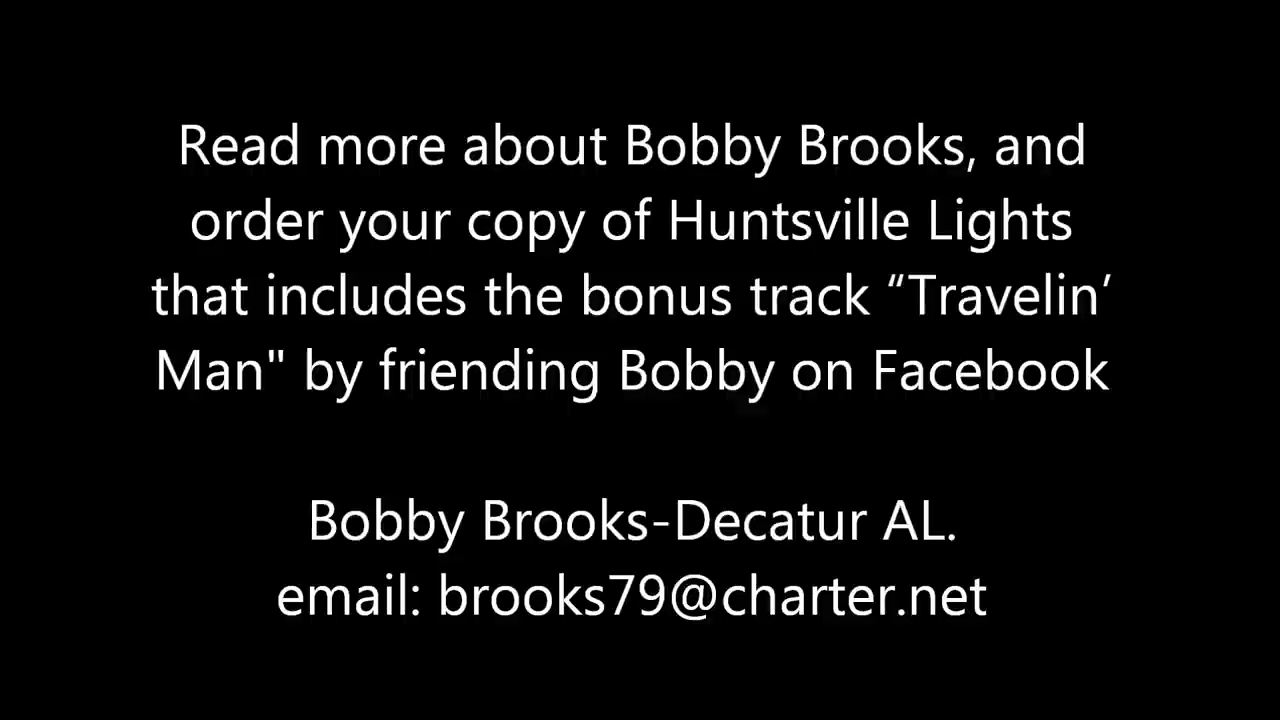 Read more about Bobby Brooks, and
order your copy of Huntsville Lights
that includes the bonus track “Travelin’
Man" by friending Bobby on Facebook
Bobby Brooks-Decatur AL.
email: brooks79@charter.net